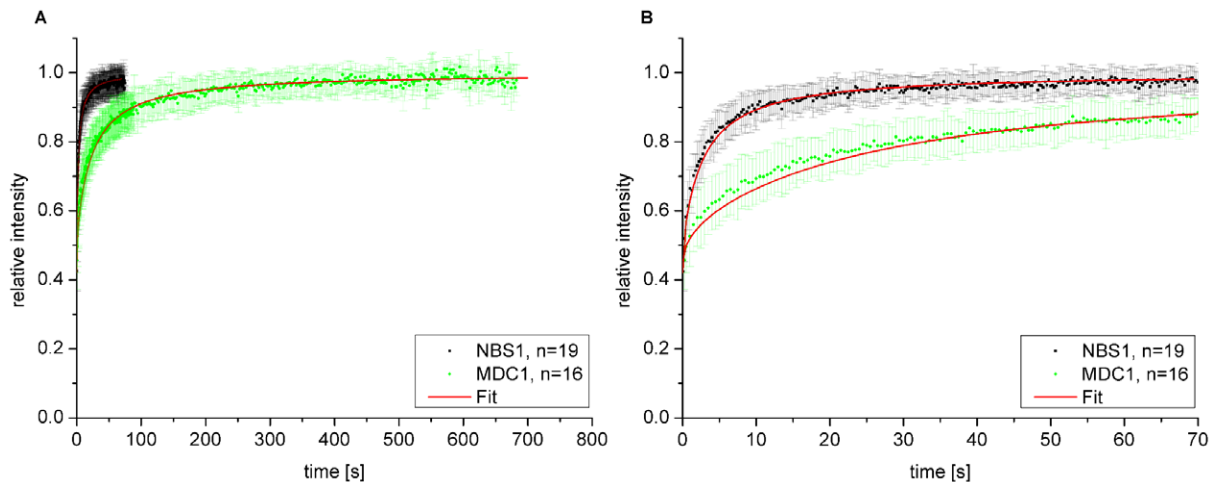 A
relative intensity
1.0
0.8
0.6
0.4
0.2
0.0
NBS1, n=19
MDC1, n=16
Fit
0 100 200 300 400 500 600 700 800
time [s]
B
relative intensity
1.0
0.8
0.6
0.4
0.2
0.0
NBS1, n=19
MDC1, n=16
Fit
0 10 20 30 40 50 60 70
time [s]